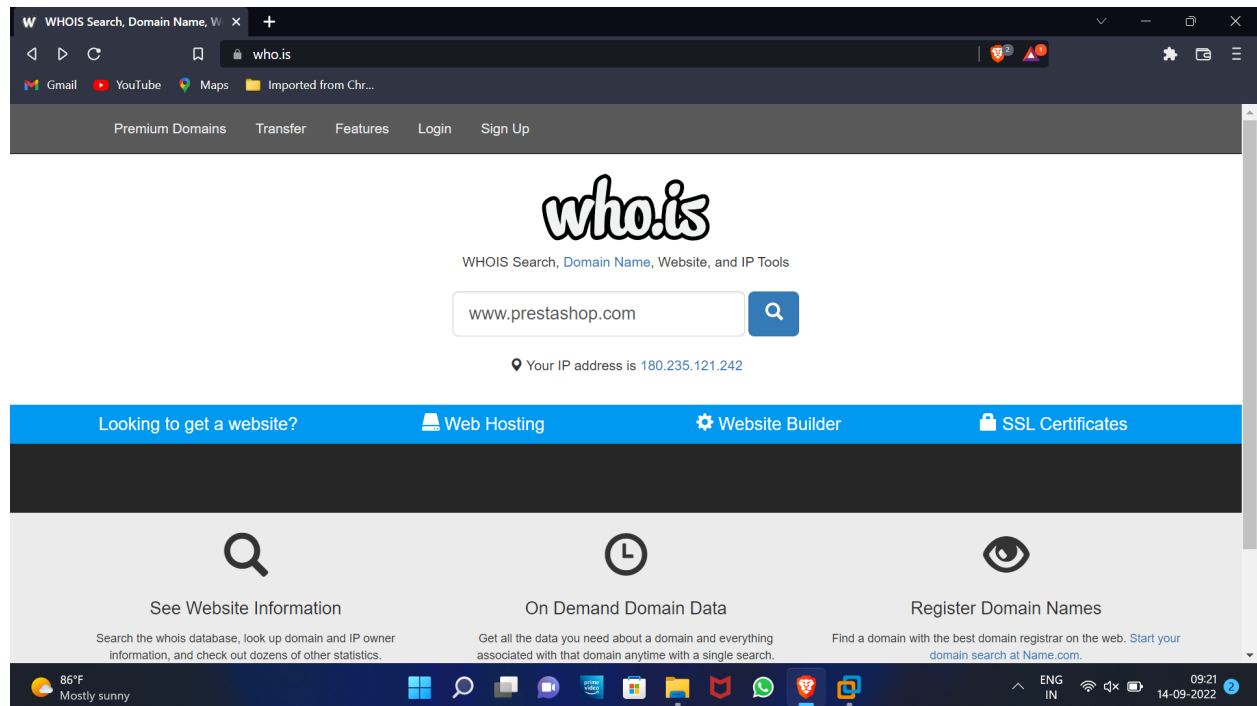 W WHOIS Search, Domain Name, W
who.is
2 1
Gmail YouTube Maps Imported from Chr...
Premium Domains Transfer Features Login Sign Up
who.is
WHOIS Search, Domain Name, Website, and IP Tools
www.prestashop.com
Your IP address is 180.235.121.242
Looking to get a website? Web Hosting Website Builder SSL Certificates
See Website Information
Search the whois database, look up domain and IP owner
information, and check out dozens of other statistics.
On Demand Domain Data
Get all the data you need about a domain and everything
associated with that domain anytime with a single search.
Register Domain Names
Find a domain with the best domain registrar on the web. Start your
domain search at Name.com.
86°F
Mostly sunny
prime
video
ENG
IN
09:21
14-09-2022
2